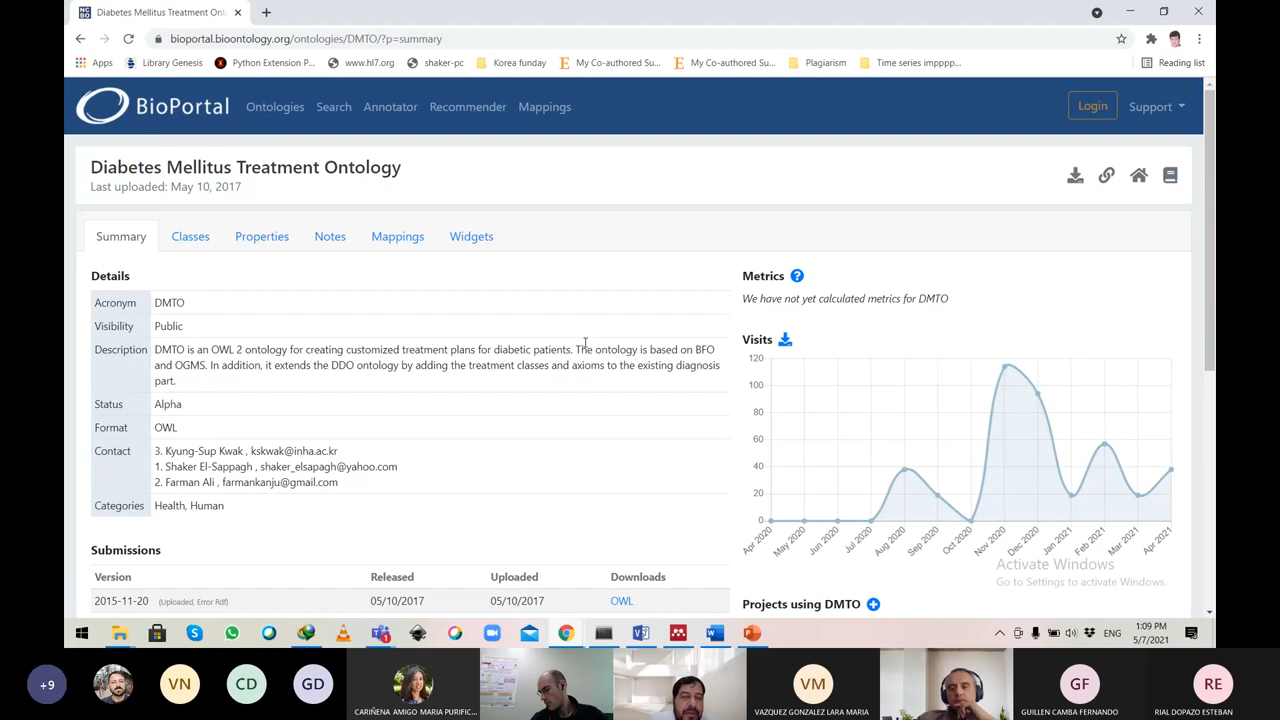 Diabetes Mellitus Treatment Ont
bioportal.bioontology.org/ontologies/DMTO/?p=summary
Apps Library Genesis Python Extension P... www.hl7.org shaker-pc Korea funday My Co-authored Su... My Co-authored Su... Plagiarism Time series impppp... Reading list
BioPortal Ontologies Search Annotator Recommender Mappings Login Support
Diabetes Mellitus Treatment Ontology
Last uploaded: May 10, 2017
Summary Classes Properties Notes Mappings Widgets
Details
Acronym DMTO
Visibility Public
Description DMTO is an OWL 2 ontology for creating customized treatment plans for diabetic patients. The ontology is based on BFO
and OGMS. In addition, it extends the DDO ontology by adding the treatment classes and axioms to the existing diagnosis
part.
Status Alpha
Format OWL
Contact 3. Kyung-Sup Kwak , kskwak@inha.ac.kr
1. Shaker El-Sappagh , shaker_elsapagh@yahoo.com
2. Farman Ali , farmankanju@gmail.com
Categories Health, Human
Submissions
Version Released Uploaded Downloads
2015-11-20 (Uploaded, Error Rdf) 05/10/2017 05/10/2017 OWL
Metrics ?
We have not yet calculated metrics for DMTO
Visits
120
100
80
60
40
20
0
Apr 2020 May 2020 Jun 2020 Jul 2020 Aug 2020 Sep 2020 Oct 2020 Nov 2020 Dec 2020 Jan 2021 Feb 2021 Mar 2021 Apr 2021
Activate Windows
Go to Settings to activate Windows.
Projects using DMTO
ENG
1:09 PM
5/7/2021
+9 VN CD GD VM GF RE
CARIÑENA AMIGO MARIA PURIFIC... VAZQUEZ GONZALEZ LARA MARIA GUILLEN CAMBA FERNANDO RIAL DOPAZO ESTEBAN